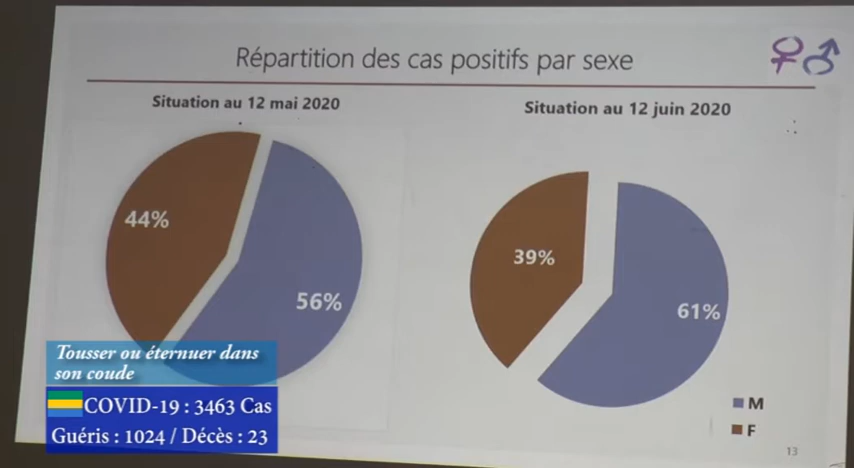 Répartition des cas positifs par sexe
Situation au 12 mai 2020
Situation au 12 juin 2020
44%
56%
39%
61%
M
F
13
Tousser ou éternuer dans
son coude
COVID-19 : 3463 Cas
Guéris : 1024 / Décès : 23